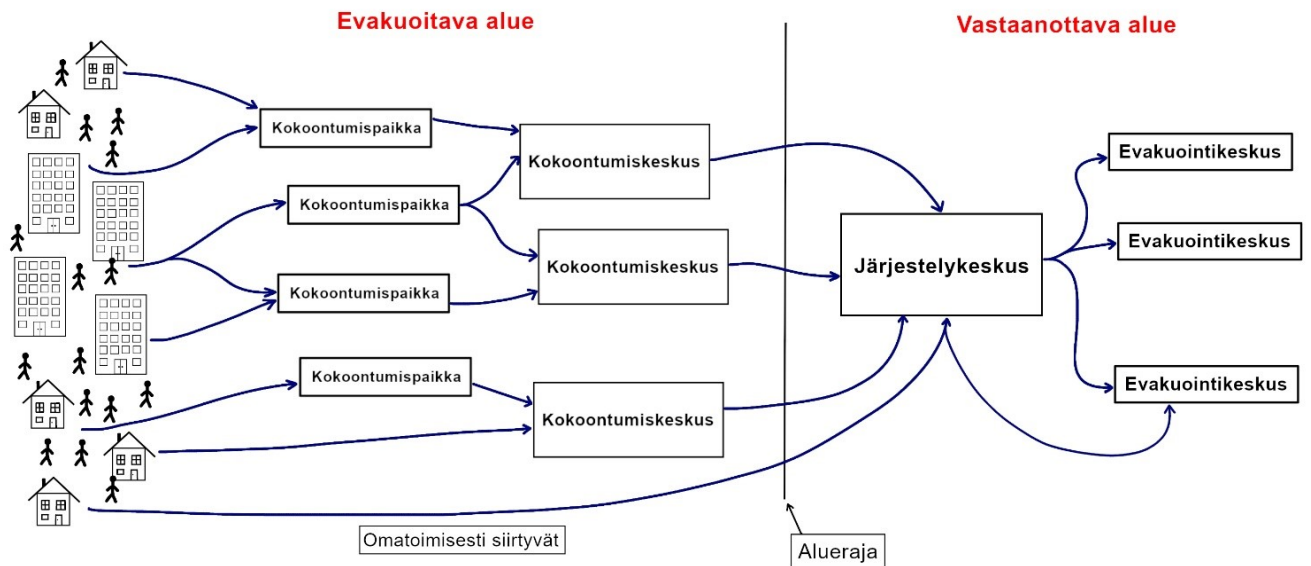 Evakuoitava alue
Vastaanottava alue
Kokoontumispaikka
Kokoontumiskeskus
Evakuointikeskus
Kokoontumispaikka
Kokoontumiskeskus
Järjestelykeskus
Evakuointikeskus
Kokoontumispaikka
Kokoontumispaikka
Kokoontumiskeskus
Evakuointikeskus
Omatoimisesti siirtyvät
Alueraja